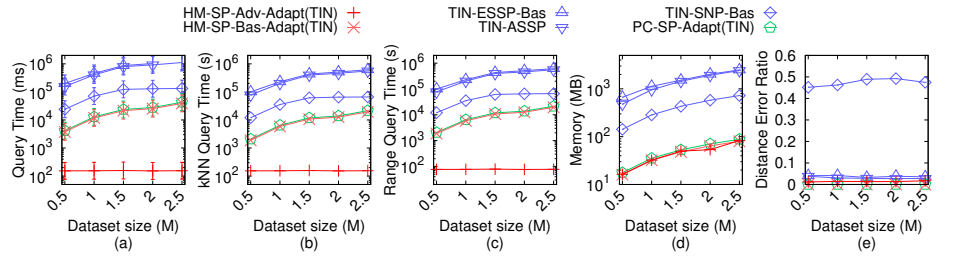 HM-SP-Adv-Adapt(TIN)
HM-SP-Bas-Adapt(TIN)
TIN-ESSP-Bas
TIN-ASSP
TIN-SNP-Bas
PC-SP-Adapt(TIN)
Query Time (ms)
10^6
10^5
10^4
10^3
10^2
0.5 1 1.5 2 2.5
Dataset size (M)
(a)
kNN Query Time (s)
10^6
10^5
10^4
10^3
10^2
0.5 1 1.5 2 2.5
Dataset size (M)
(b)
Range Query Time (s)
10^6
10^5
10^4
10^3
10^2
0.5 1 1.5 2 2.5
Dataset size (M)
(c)
Memory (MB)
10^3
10^2
10^1
0.5 1 1.5 2 2.5
Dataset size (M)
(d)
Distance Error Ratio
0.6
0.5
0.4
0.3
0.2
0.1
0
0.5 1 1.5 2 2.5
Dataset size (M)
(e)